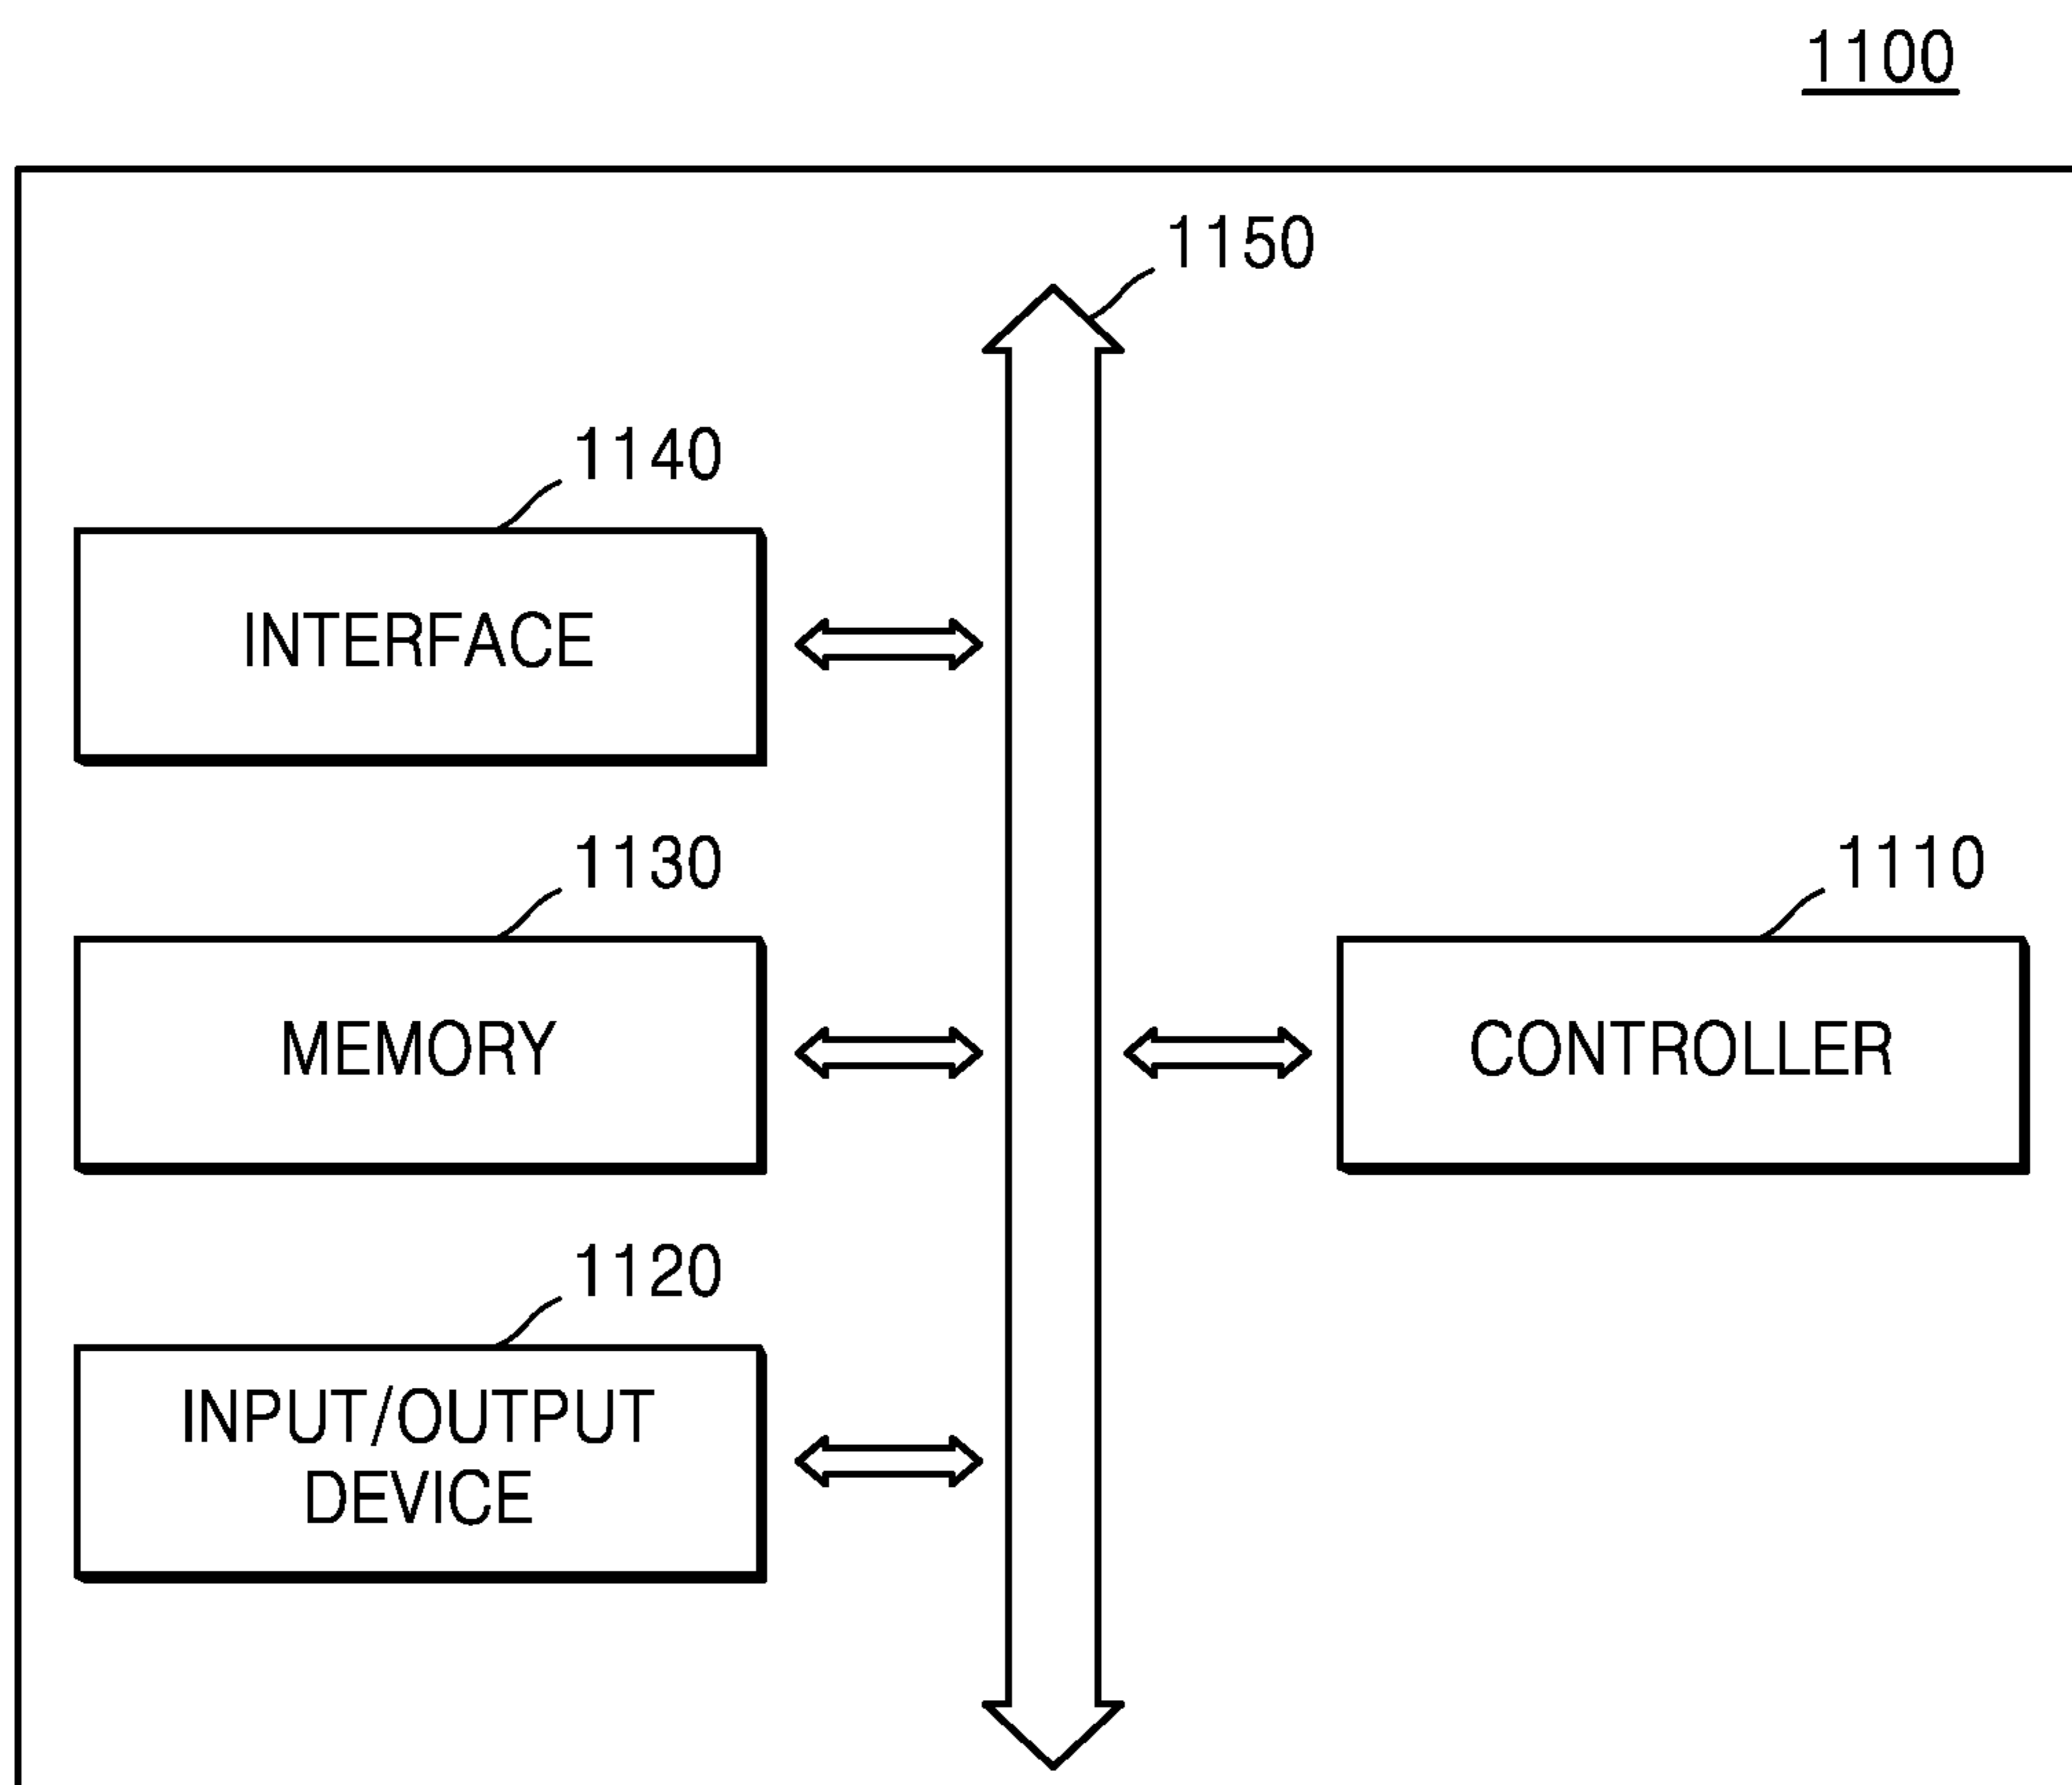 1100
1150
1140
INTERFACE
1130
MEMORY
1110
CONTROLLER
1120
INPUT/OUTPUT
DEVICE